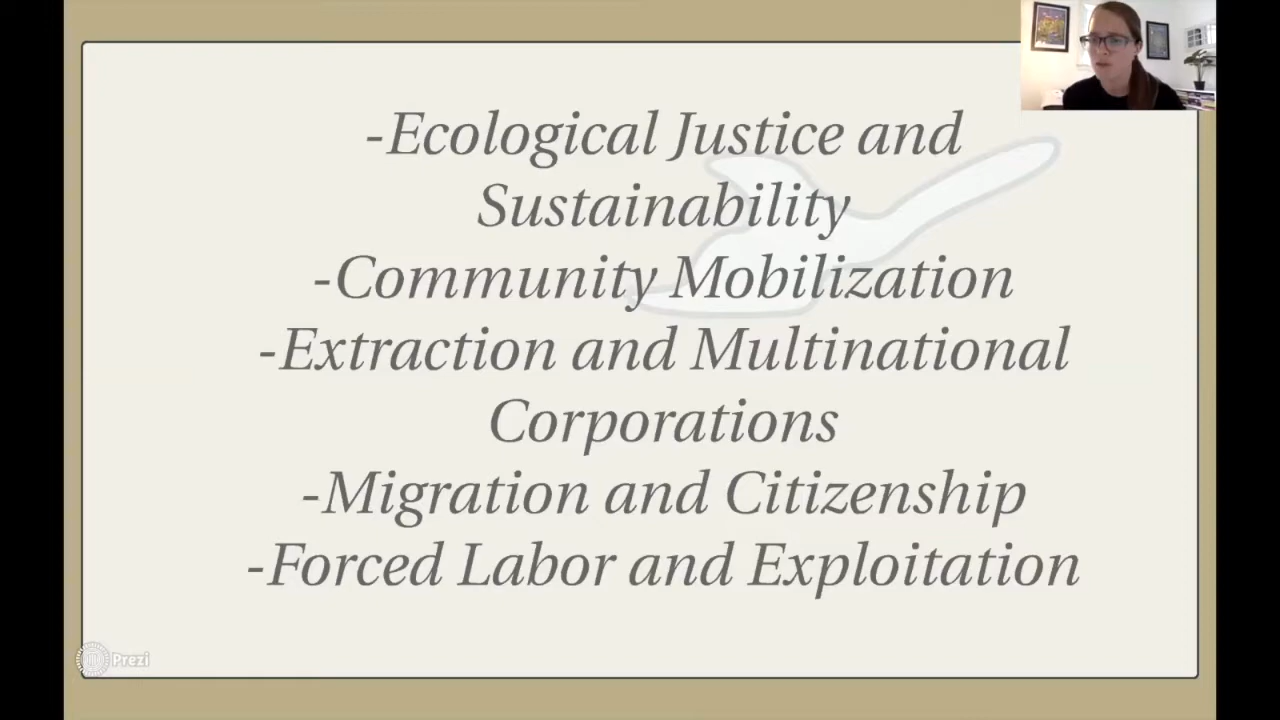 -Ecological Justice and
Sustainability
-Community Mobilization
-Extraction and Multinational
Corporations
-Migration and Citizenship
-Forced Labor and Exploitation
Prezi